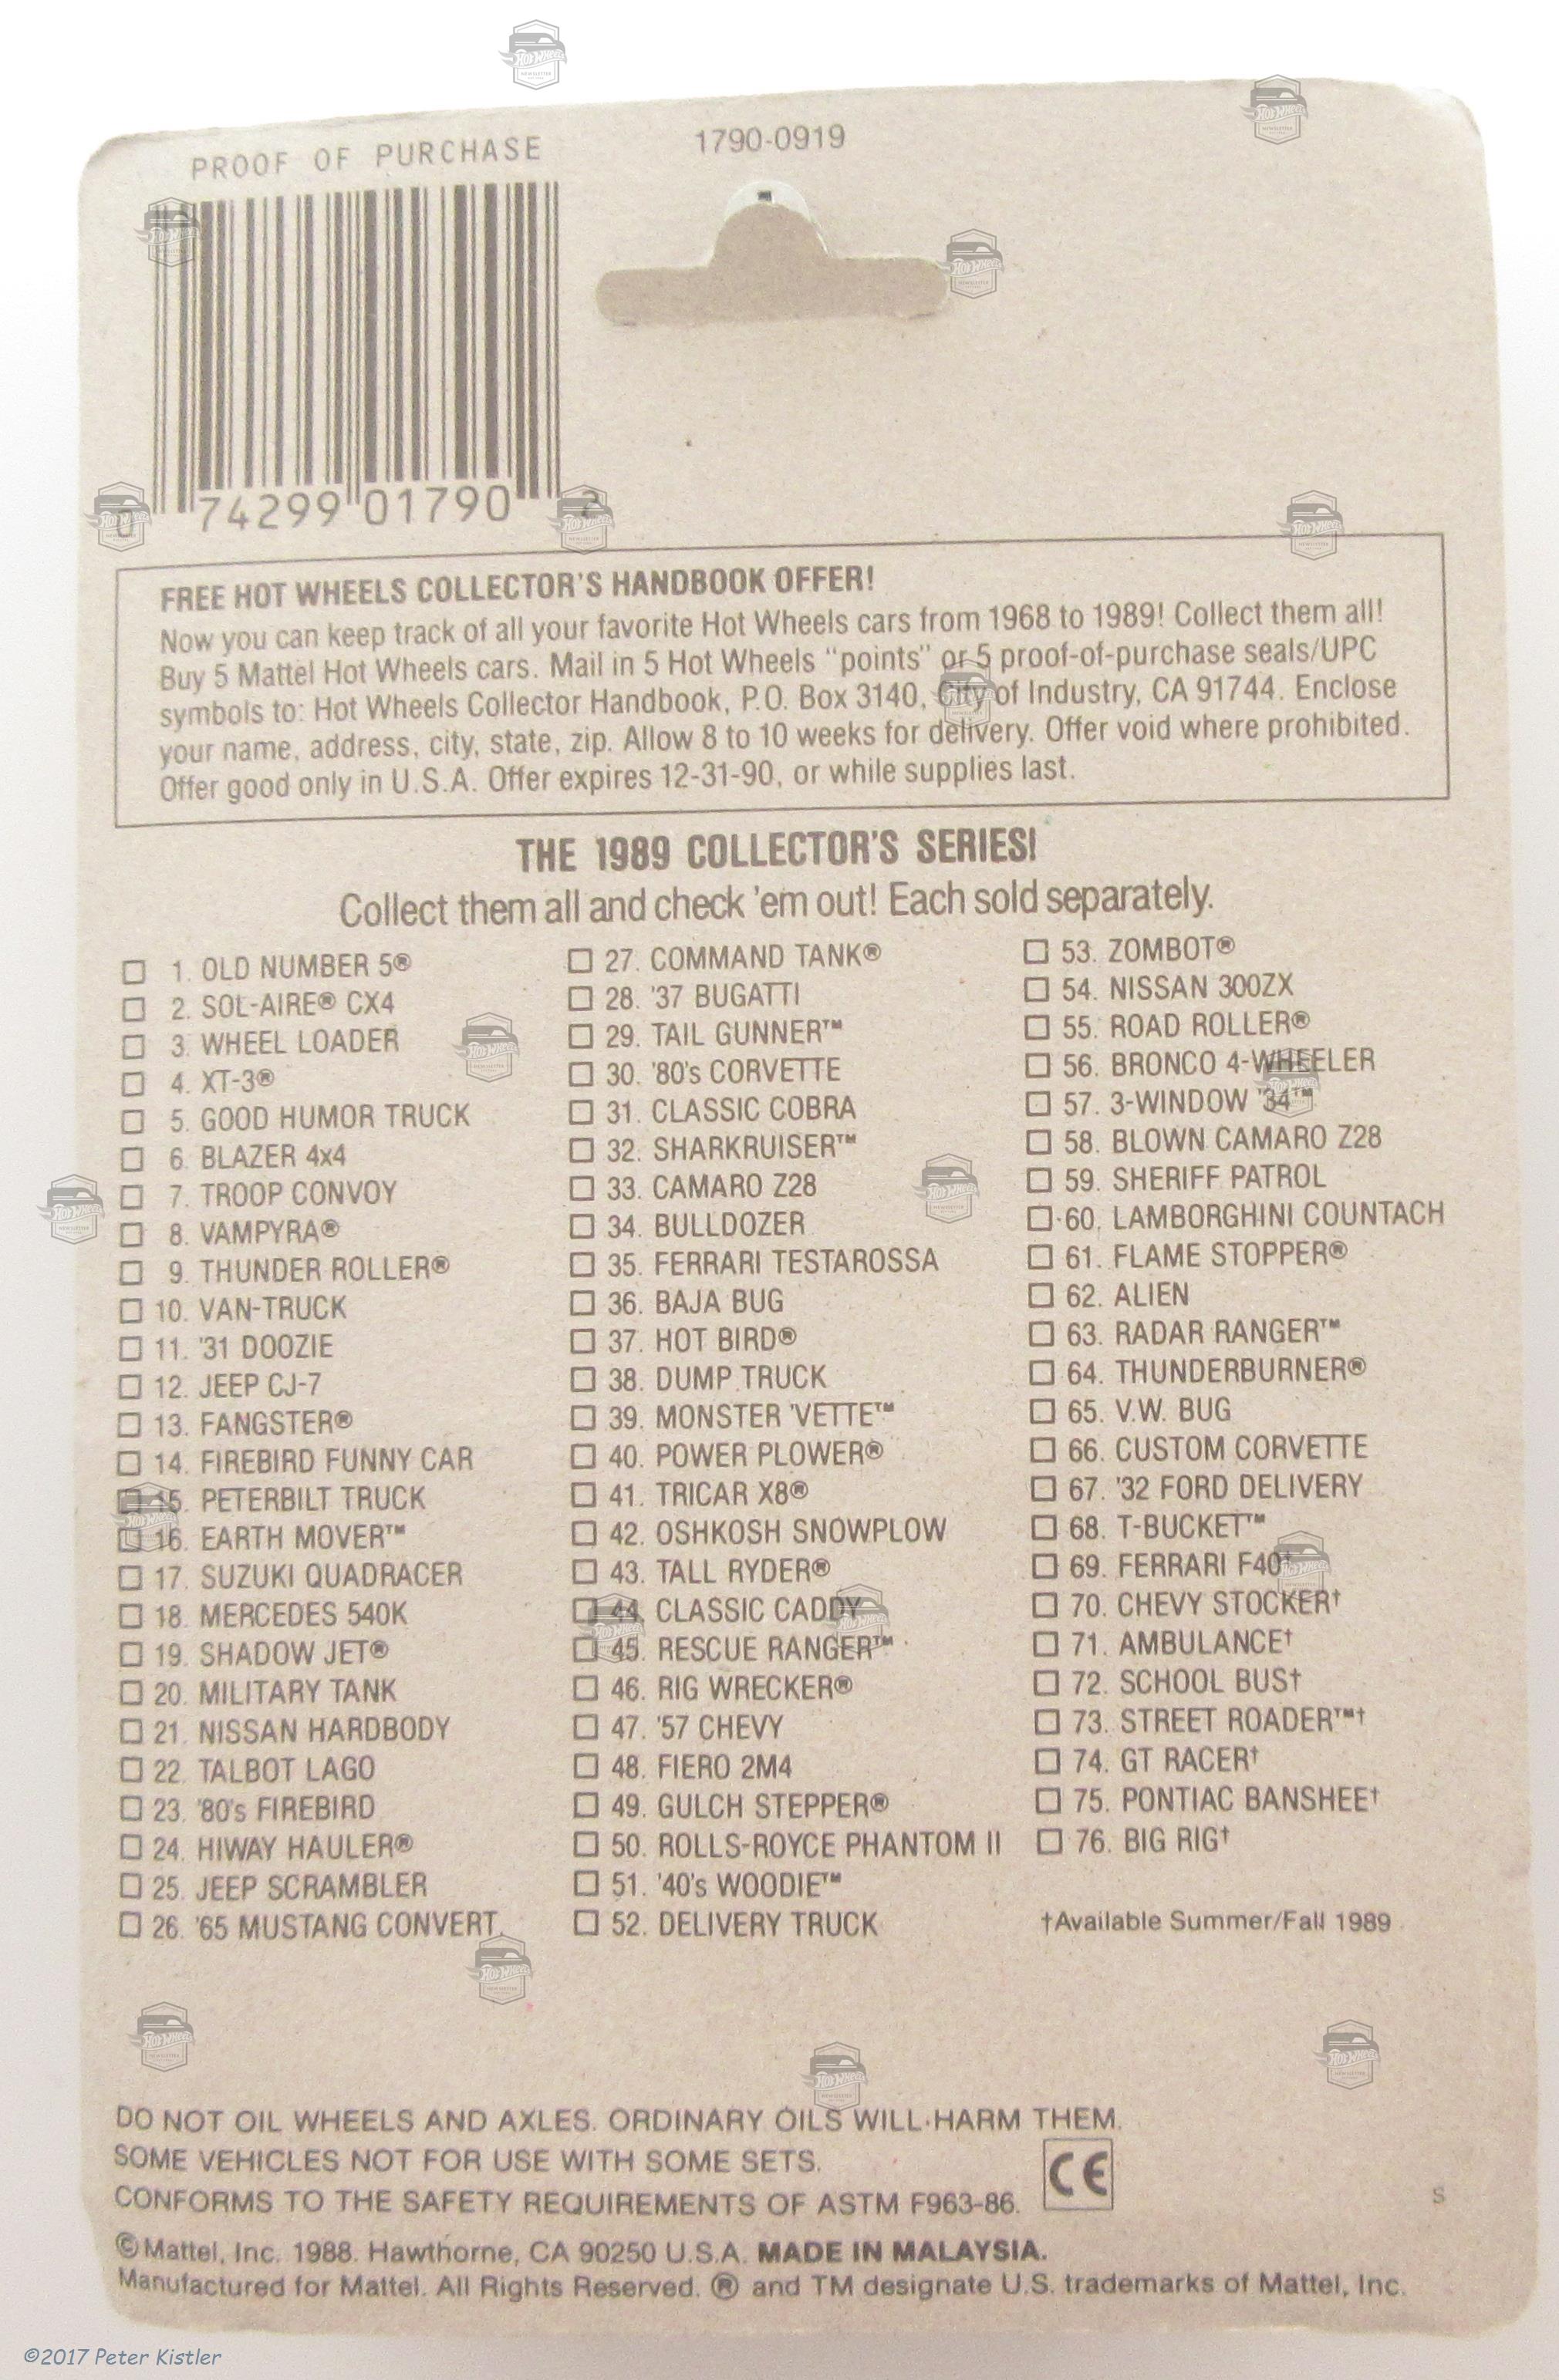 PROOF OF PURCHASE
1790-0919
0 74299 01790 2
FREE HOT WHEELS COLLECTOR'S HANDBOOK OFFER!
Now you can keep track of all your favorite Hot Wheels cars from 1968 to 1989! Collect them all!
Buy 5 Mattel Hot Wheels cars. Mail in 5 Hot Wheels "points" or 5 proof-of-purchase seals/UPC
symbols to: Hot Wheels Collector Handbook, P.O. Box 3140, City of Industry, CA 91744. Enclose
your name, address, city, state, zip. Allow 8 to 10 weeks for delivery. Offer void where prohibited.
Offer good only in U.S.A. Offer expires 12-31-90, or while supplies last.
THE 1989 COLLECTOR'S SERIES!
Collect them all and check 'em out! Each sold separately.
1. OLD NUMBER 5®
2. SOL-AIRE® CX4
3. WHEEL LOADER
4. XT-3®
5. GOOD HUMOR TRUCK
6. BLAZER 4x4
7. TROOP CONVOY
8. VAMPYRA®
9. THUNDER ROLLER®
10. VAN-TRUCK
11. '31 DOOZIE
12. JEEP CJ-7
13. FANGSTER®
14. FIREBIRD FUNNY CAR
15. PETERBILT TRUCK
16. EARTH MOVER™
17. SUZUKI QUADRACER
18. MERCEDES 540K
19. SHADOW JET®
20. MILITARY TANK
21. NISSAN HARDBODY
22. TALBOT LAGO
23. '80's FIREBIRD
24. HIWAY HAULER®
25. JEEP SCRAMBLER
26. '65 MUSTANG CONVERT.
27. COMMAND TANK®
28. '37 BUGATTI
29. TAIL GUNNER™
30. '80's CORVETTE
31. CLASSIC COBRA
32. SHARKRUISER™
33. CAMARO Z28
34. BULLDOZER
35. FERRARI TESTAROSSA
36. BAJA BUG
37. HOT BIRD®
38. DUMP TRUCK
39. MONSTER 'VETTE™
40. POWER PLOWER®
41. TRICAR X8®
42. OSHKOSH SNOWPLOW
43. TALL RYDER®
44. CLASSIC CADDY
45. RESCUE RANGER™
46. RIG WRECKER®
47. '57 CHEVY
48. FIERO 2M4
49. GULCH STEPPER®
50. ROLLS-ROYCE PHANTOM II
51. '40's WOODIE™
52. DELIVERY TRUCK
53. ZOMBOT®
54. NISSAN 300ZX
55. ROAD ROLLER®
56. BRONCO 4-WHEELER
57. 3-WINDOW '34™
58. BLOWN CAMARO Z28
59. SHERIFF PATROL
60. LAMBORGHINI COUNTACH
61. FLAME STOPPER®
62. ALIEN
63. RADAR RANGER™
64. THUNDERBURNER®
65. V.W. BUG
66. CUSTOM CORVETTE
67. '32 FORD DELIVERY
68. T-BUCKET™
69. FERRARI F40†
70. CHEVY STOCKER†
71. AMBULANCE†
72. SCHOOL BUS†
73. STREET ROADER™†
74. GT RACER†
75. PONTIAC BANSHEE†
76. BIG RIG†
†Available Summer/Fall 1989
DO NOT OIL WHEELS AND AXLES. ORDINARY OILS WILL HARM THEM.
SOME VEHICLES NOT FOR USE WITH SOME SETS.
CONFORMS TO THE SAFETY REQUIREMENTS OF ASTM F963-86.
CE
S
©Mattel, Inc. 1988. Hawthorne, CA 90250 U.S.A. MADE IN MALAYSIA.
Manufactured for Mattel. All Rights Reserved. ® and TM designate U.S. trademarks of Mattel, Inc.
©2017 Peter Kistler